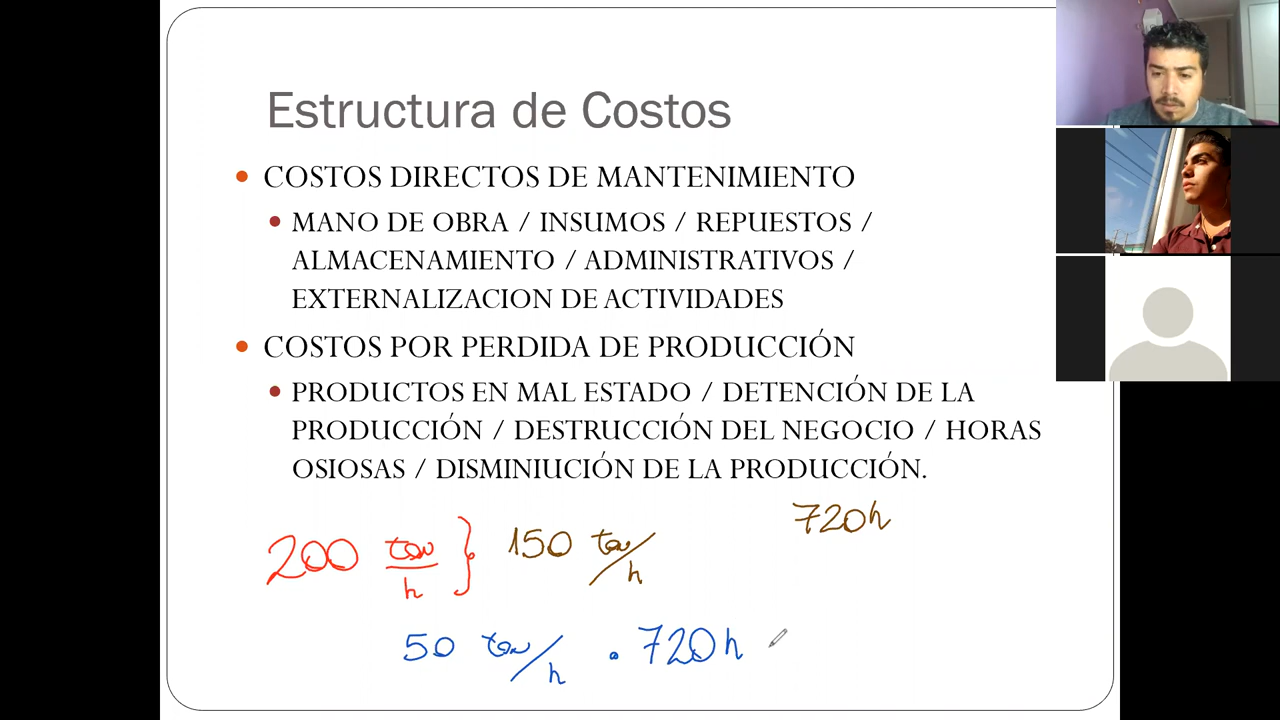 Estructura de Costos
• COSTOS DIRECTOS DE MANTENIMIENTO
• MANO DE OBRA / INSUMOS / REPUESTOS /
ALMACENAMIENTO / ADMINISTRATIVOS /
EXTERNALIZACION DE ACTIVIDADES
• COSTOS POR PERDIDA DE PRODUCCIÓN
• PRODUCTOS EN MAL ESTADO / DETENCIÓN DE LA
PRODUCCIÓN / DESTRUCCIÓN DEL NEGOCIO / HORAS
OSIOSAS / DISMINIUCIÓN DE LA PRODUCCIÓN.
720h
200 ton/h } 150 ton/h
50 ton/h . 720h